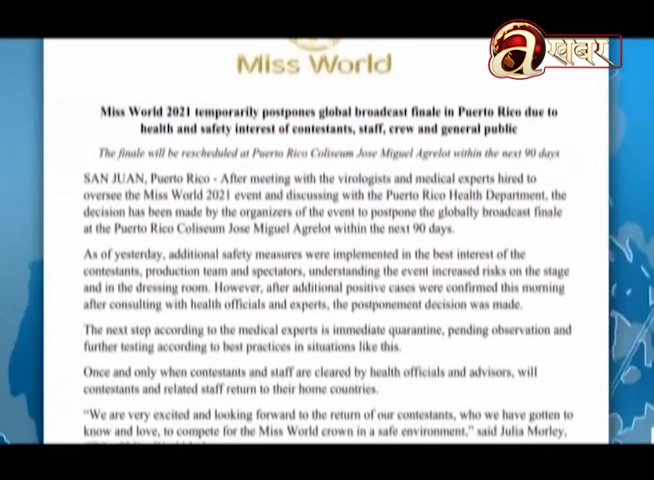 a खबर
Miss World
Miss World 2021 temporarily postpones global broadcast finale in Puerto Rico due to
health and safety interest of contestants, staff, crew and general public
The finale will be rescheduled at Puerto Rico Coliseum Jose Miguel Agrelot within the next 90 days
SAN JUAN, Puerto Rico - After meeting with the virologists and medical experts hired to
oversee the Miss World 2021 event and discussing with the Puerto Rico Health Department, the
decision has been made by the organizers of the event to postpone the globally broadcast finale
at the Puerto Rico Coliseum Jose Miguel Agrelot within the next 90 days.
As of yesterday, additional safety measures were implemented in the best interest of the
contestants, production team and spectators, understanding the event increased risks on the stage
and in the dressing room. However, after additional positive cases were confirmed this morning
after consulting with health officials and experts, the postponement decision was made.
The next step according to the medical experts is immediate quarantine, pending observation and
further testing according to best practices in situations like this.
Once and only when contestants and staff are cleared by health officials and advisors, will
contestants and related staff return to their home countries.
“We are very excited and looking forward to the return of our contestants, who we have gotten to
know and love, to compete for the Miss World crown in a safe environment,” said Julia Morley,